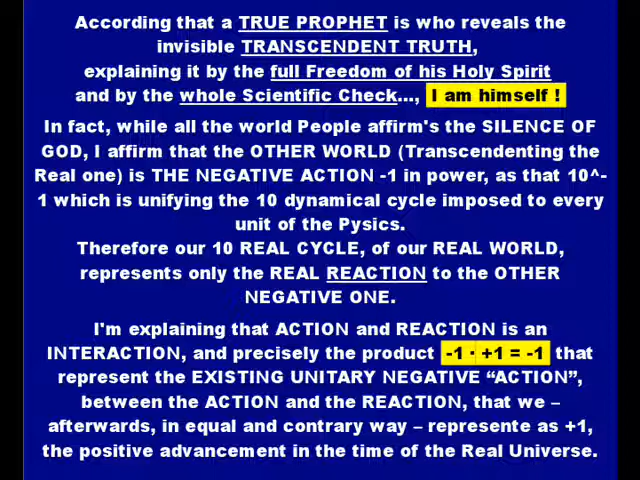 According that a TRUE PROPHET is who reveals the
invisible TRANSCENDENT TRUTH,
explaining it by the full Freedom of his Holy Spirit
and by the whole Scientific Check..., I am himself !
In fact, while all the world People affirm's the SILENCE OF
GOD, I affirm that the OTHER WORLD (Transcendenting the
Real one) is THE NEGATIVE ACTION -1 in power, as that 10^-
1 which is unifying the 10 dynamical cycle imposed to every
unit of the Pysics.
Therefore our 10 REAL CYCLE, of our REAL WORLD,
represents only the REAL REACTION to the OTHER
NEGATIVE ONE.
I'm explaining that ACTION and REACTION is an
INTERACTION, and precisely the product -1 · +1 = -1 that
represent the EXISTING UNITARY NEGATIVE “ACTION”,
between the ACTION and the REACTION, that we –
afterwards, in equal and contrary way – represente as +1,
the positive advancement in the time of the Real Universe.